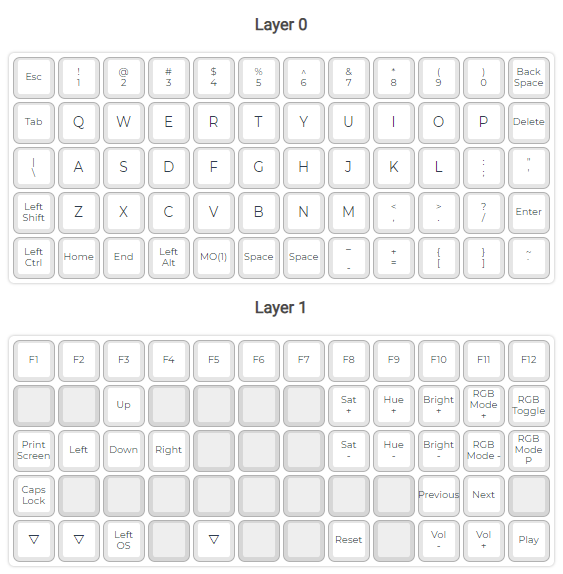 Layer 0
Esc ! 1 @ 2 # 3 $ 4 % 5 ^ 6 & 7 * 8 ( 9 ) 0 Back Space
Tab Q W E R T Y U I O P Delete
| \ A S D F G H J K L : ; " '
Left Shift Z X C V B N M < , > . ? / Enter
Left Ctrl Home End Left Alt MO(1) Space Space _ - + = { [ } ] ~ `
Layer 1
F1 F2 F3 F4 F5 F6 F7 F8 F9 F10 F11 F12
Up Sat + Hue + Bright + RGB Mode + RGB Toggle
Print Screen Left Down Right Sat - Hue - Bright - RGB Mode - RGB Mode P
Caps Lock Previous Next
▽ ▽ Left OS ▽ Reset Vol - Vol + Play